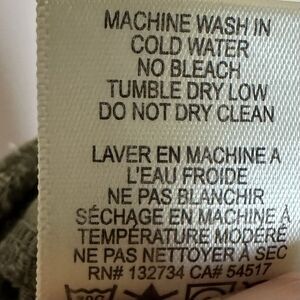 MACHINE WASH IN
COLD WATER
NO BLEACH
TUMBLE DRY LOW
DO NOT DRY CLEAN
LAVER EN MACHINE A
L'EAU FROIDE
NE PAS BLANCHIR
SÉCHAGE EN MACHINE À
TEMPÉRATURE MODÉRÉ
NE PAS NETTOYER A SEC
RN# 132734 CA# 54517